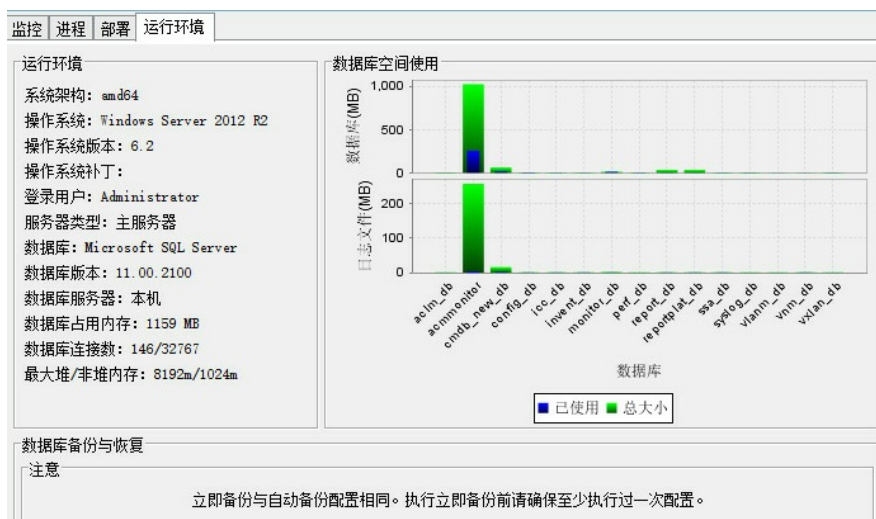 监控 进程 部署 运行环境
运行环境
系统架构: amd64
操作系统: Windows Server 2012 R2
操作系统版本: 6.2
操作系统补丁:
登录用户: Administrator
服务器类型: 主服务器
数据库: Microsoft SQL Server
数据库版本: 11.00.2100
数据库服务器: 本机
数据库占用内存: 1159 MB
数据库连接数: 146/32767
最大堆/非堆内存: 8192m/1024m
数据库空间使用
数据库(MB)
1,000
500
0
日志文件(MB)
200
100
0
aclm_db
acmmonitor
cmdb_new_db
config_db
icc_db
invent_db
monitor_db
perf_db
report_db
reportplat_db
ssa_db
syslog_db
vlanm_db
vnm_db
vxlan_db
数据库
已使用 总大小
数据库备份与恢复
注意
立即备份与自动备份配置相同。执行立即备份前请确保至少执行过一次配置。